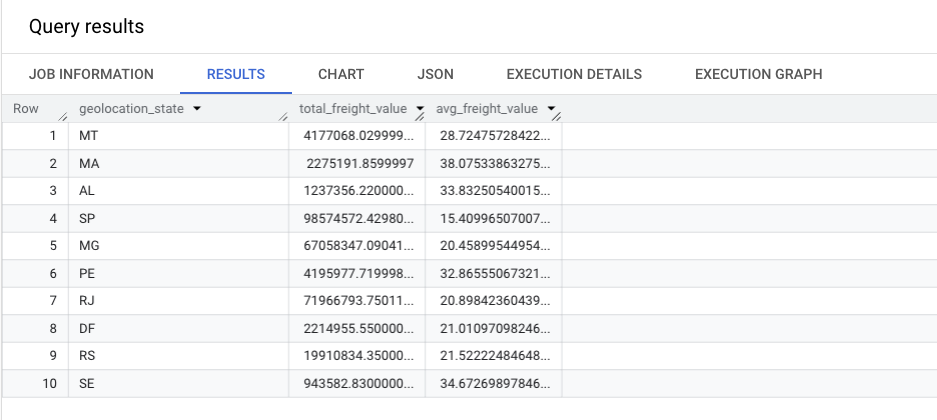 Query results
JOB INFORMATION RESULTS CHART JSON EXECUTION DETAILS EXECUTION GRAPH
Row geolocation_state total_freight_value avg_freight_value
1 MT 4177068.029999... 28.72475728422...
2 MA 2275191.8599997 38.07533863275...
3 AL 1237356.220000... 33.83250540015...
4 SP 98574572.42980... 15.40996507007...
5 MG 67058347.09041... 20.45899544954...
6 PE 4195977.719998... 32.86555067321...
7 RJ 71966793.75011... 20.89842360439...
8 DF 2214955.550000... 21.01097098246...
9 RS 19910834.35000... 21.52222484648...
10 SE 943582.8300000... 34.67269897846...